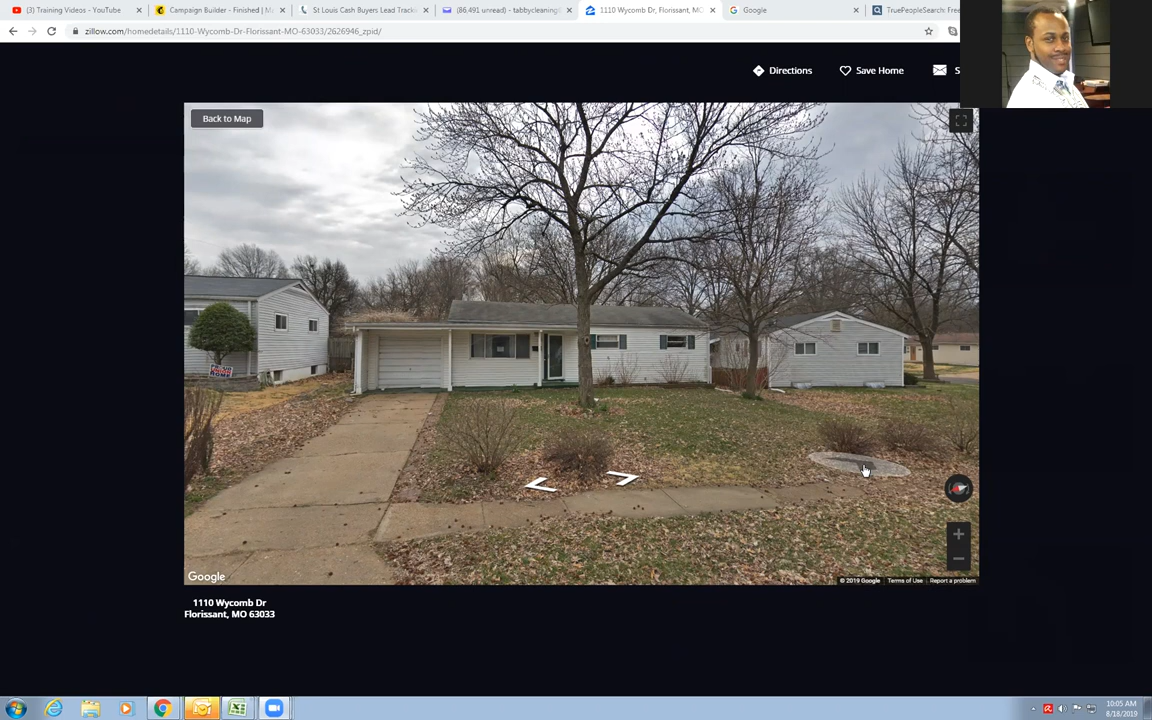 (3) Training Videos - YouTube
Campaign Builder - Finished | M
St Louis Cash Buyers Lead Tracki
(86,491 unread) - tabbycleaning
1110 Wycomb Dr, Florissant, MO
Google
TruePeopleSearch: Free
zillow.com/homedetails/1110-Wycomb-Dr-Florissant-MO-63033/2626946_zpid/
Directions
Save Home
S
Back to Map
Google
© 2019 Google
Terms of Use
Report a problem
1110 Wycomb Dr
Florissant, MO 63033
10:05 AM
8/18/2019